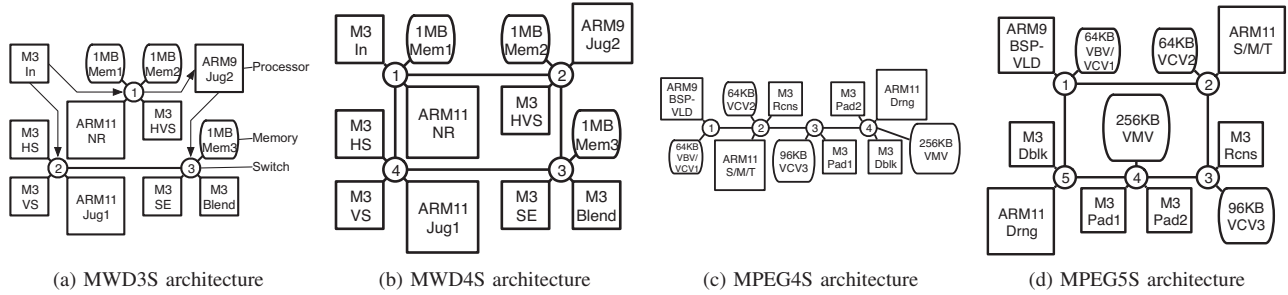 M3
In
1MB
Mem1
1MB
Mem2
ARM9
Jug2
Processor
1
ARM11
NR
M3
HVS
M3
HS
1MB
Mem3
Memory
2
3
Switch
M3
VS
ARM11
Jug1
M3
SE
M3
Blend
(a) MWD3S architecture
M3
In
1MB
Mem1
1MB
Mem2
ARM9
Jug2
1
2
ARM11
NR
M3
HVS
M3
HS
1MB
Mem3
4
3
M3
VS
ARM11
Jug1
M3
SE
M3
Blend
(b) MWD4S architecture
ARM9
BSP-
VLD
64KB
VCV2
M3
Rcns
M3
Pad2
ARM11
Drng
1
2
3
4
64KB
VBV/
VCV1
ARM11
S/M/T
96KB
VCV3
M3
Pad1
M3
Dblk
256KB
VMV
(c) MPEG4S architecture
ARM9
BSP-
VLD
64KB
VBV/
VCV1
64KB
VCV2
ARM11
S/M/T
1
2
256KB
VMV
M3
Dblk
M3
Rcns
5
4
3
ARM11
Drng
M3
Pad1
M3
Pad2
96KB
VCV3
(d) MPEG5S architecture